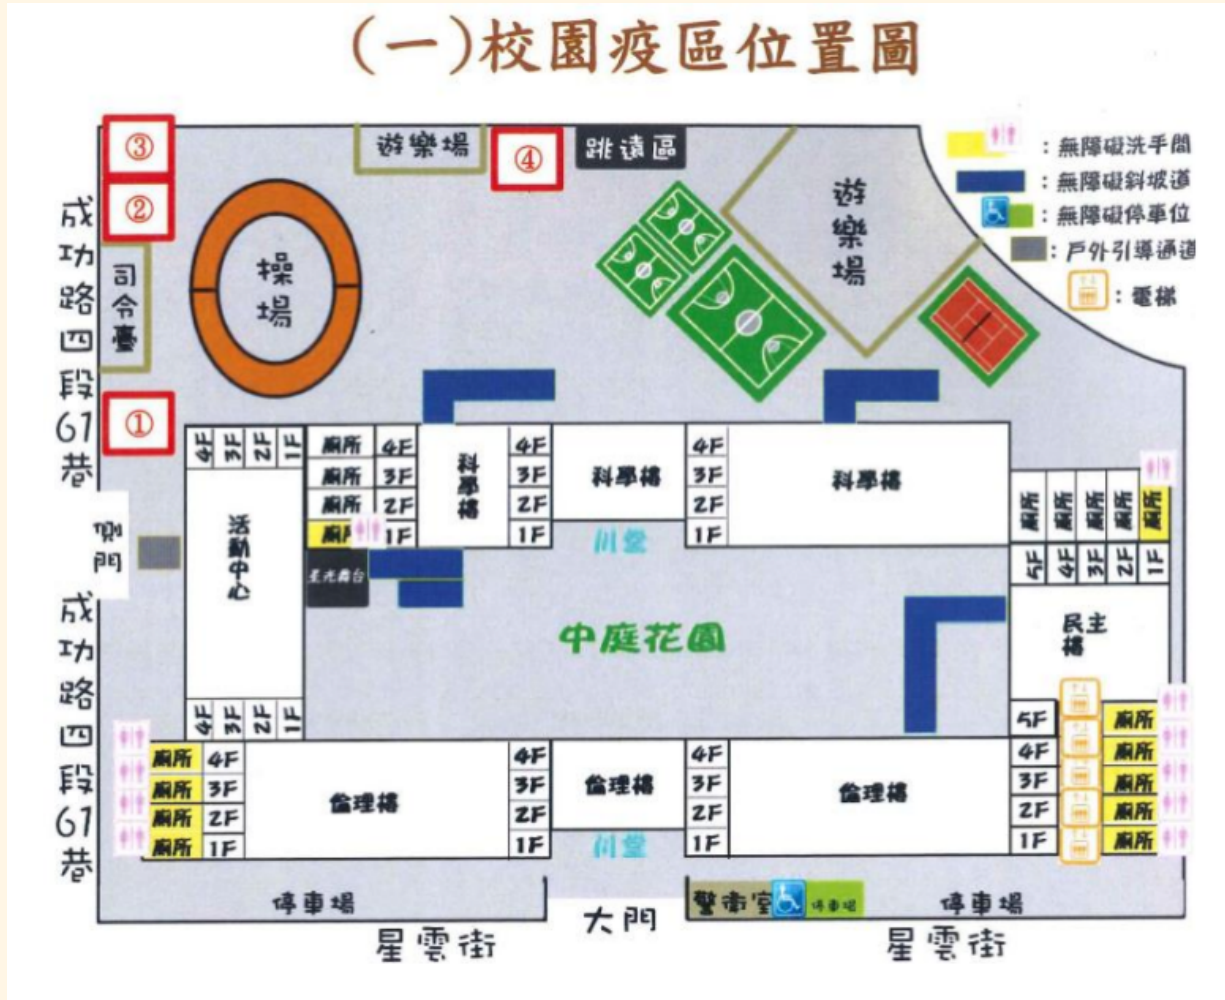 (一)校園疫區位置圖
③
遊樂場
④
跳遠區
：無障礙洗手間
：無障礙斜坡道
：無障礙停車位
：戶外引導通道
：電梯
②
成功路四段61巷
司令臺
操場
遊樂場
①
4F 3F 2F 1F
廁所 4F
廁所 3F
廁所 2F
廁 1F
科學樓
4F
3F
2F
1F
科學樓
川堂
4F
3F
2F
1F
科學樓
廁所 廁所 廁所 廁所 廁所
5F 4F 3F 2F 1F
側門
活動中心
星光舞台
中庭花園
民主樓
成功路四段61巷
4F 3F 2F 1F
廁所 4F
廁所 3F
廁所 2F
廁所 1F
倫理樓
4F
3F
2F
1F
倫理樓
川堂
4F
3F
2F
1F
倫理樓
5F 廁所
4F 廁所
3F 廁所
2F 廁所
1F 廁所
停車場
大門
警衛室
停車場
停車場
星雲街
星雲街